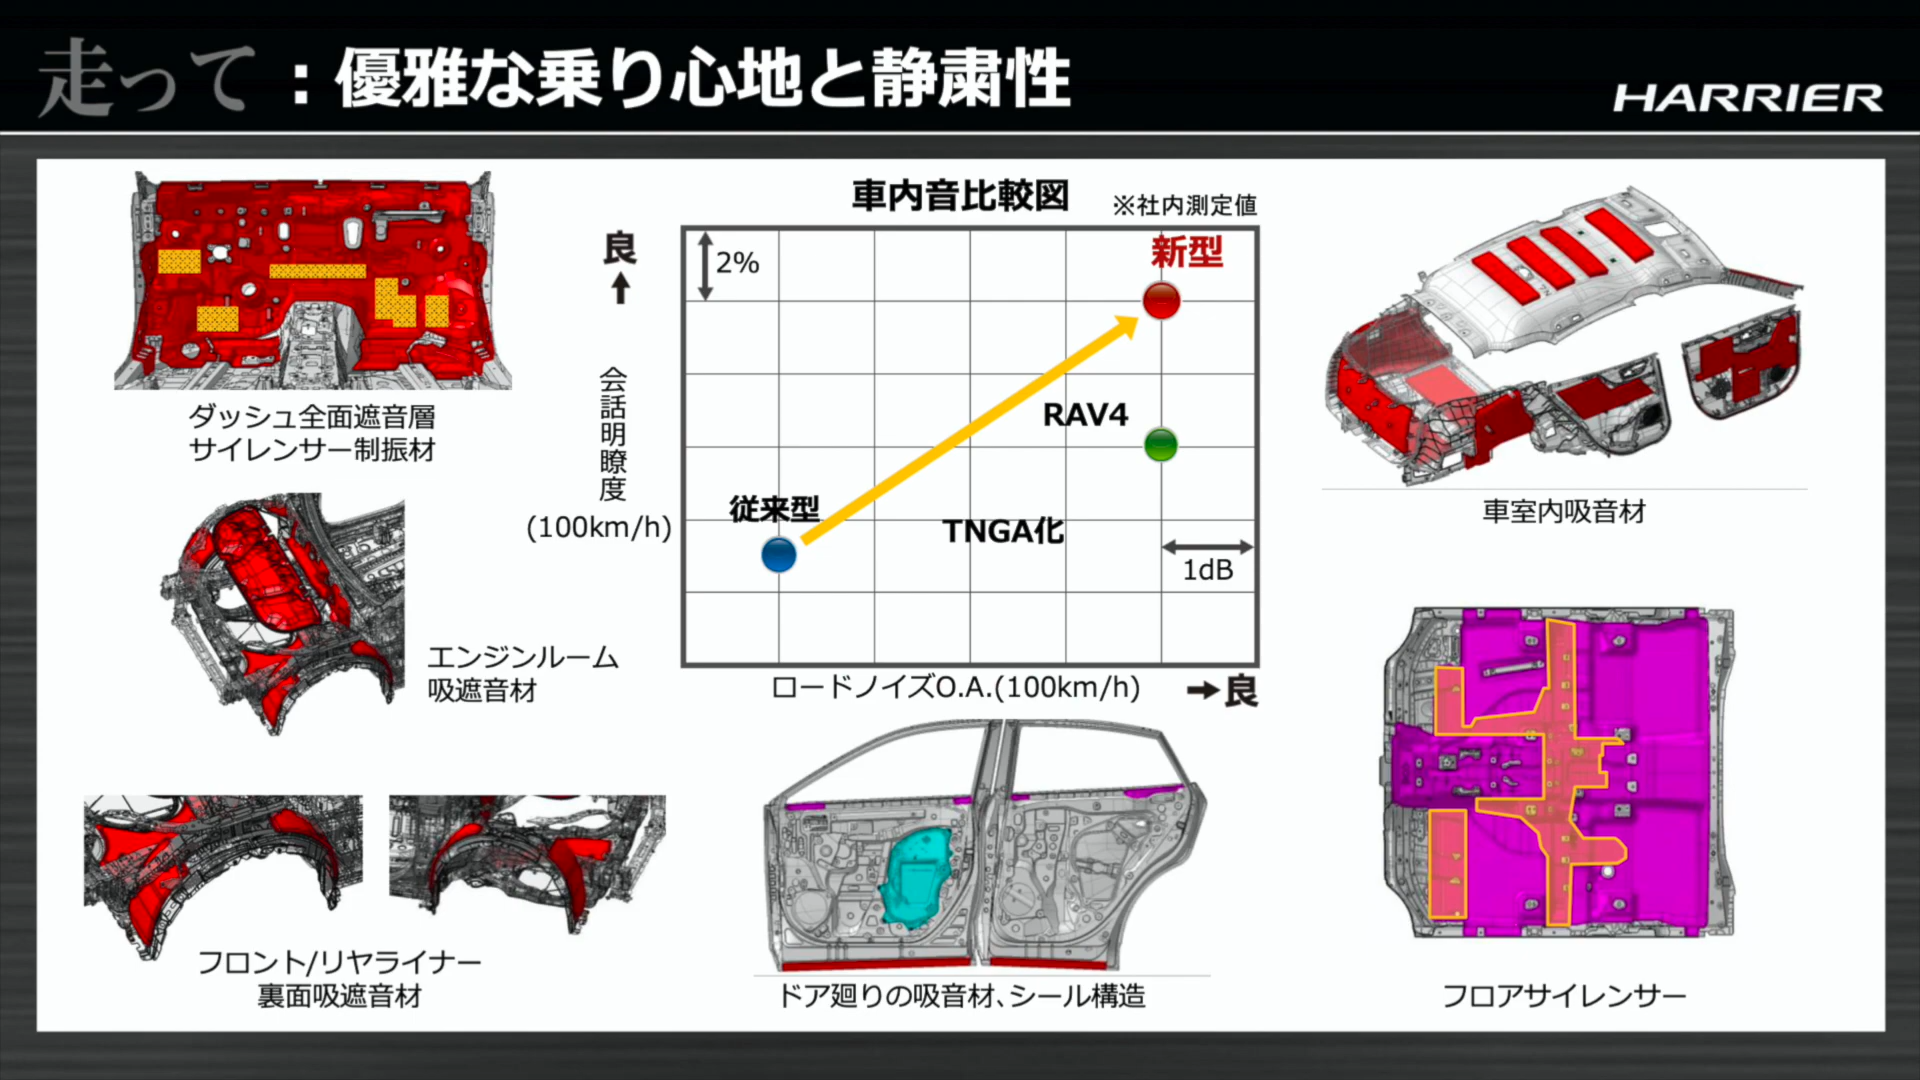 走って：優雅な乗り心地と静粛性
HARRIER
ダッシュ全面遮音層
サイレンサー制振材
エンジンルーム
吸遮音材
フロント/リヤライナー
裏面吸遮音材
車内音比較図
※社内測定値
良
↑
会話明瞭度
(100km/h)
2%
新型
RAV4
従来型
TNGA化
1dB
ロードノイズO.A.(100km/h)
→良
ドア廻りの吸音材、シール構造
車室内吸音材
フロアサイレンサー